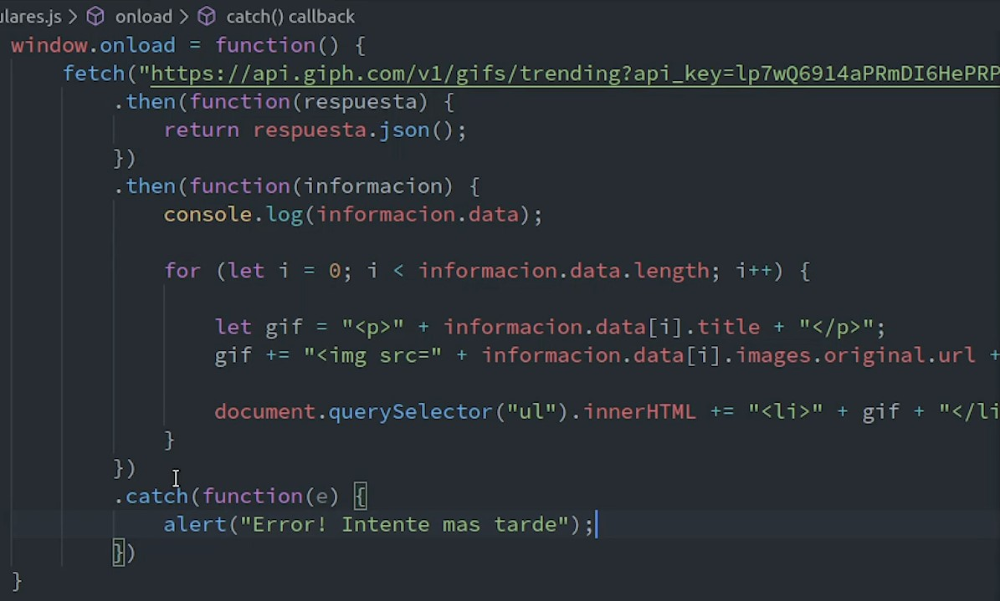 ulares.js > onload > catch() callback
window.onload = function() {
fetch("https://api.giph.com/v1/gifs/trending?api_key=lp7wQ6914aPRmDI6HePRP
.then(function(respuesta) {
return respuesta.json();
})
.then(function(informacion) {
console.log(informacion.data);
for (let i = 0; i < informacion.data.length; i++) {
let gif = "<p>" + informacion.data[i].title + "</p>";
gif += "<img src=" + informacion.data[i].images.original.url +
document.querySelector("ul").innerHTML += "<li>" + gif + "</li
}
})
.catch(function(e) {
alert("Error! Intente mas tarde");
})
}